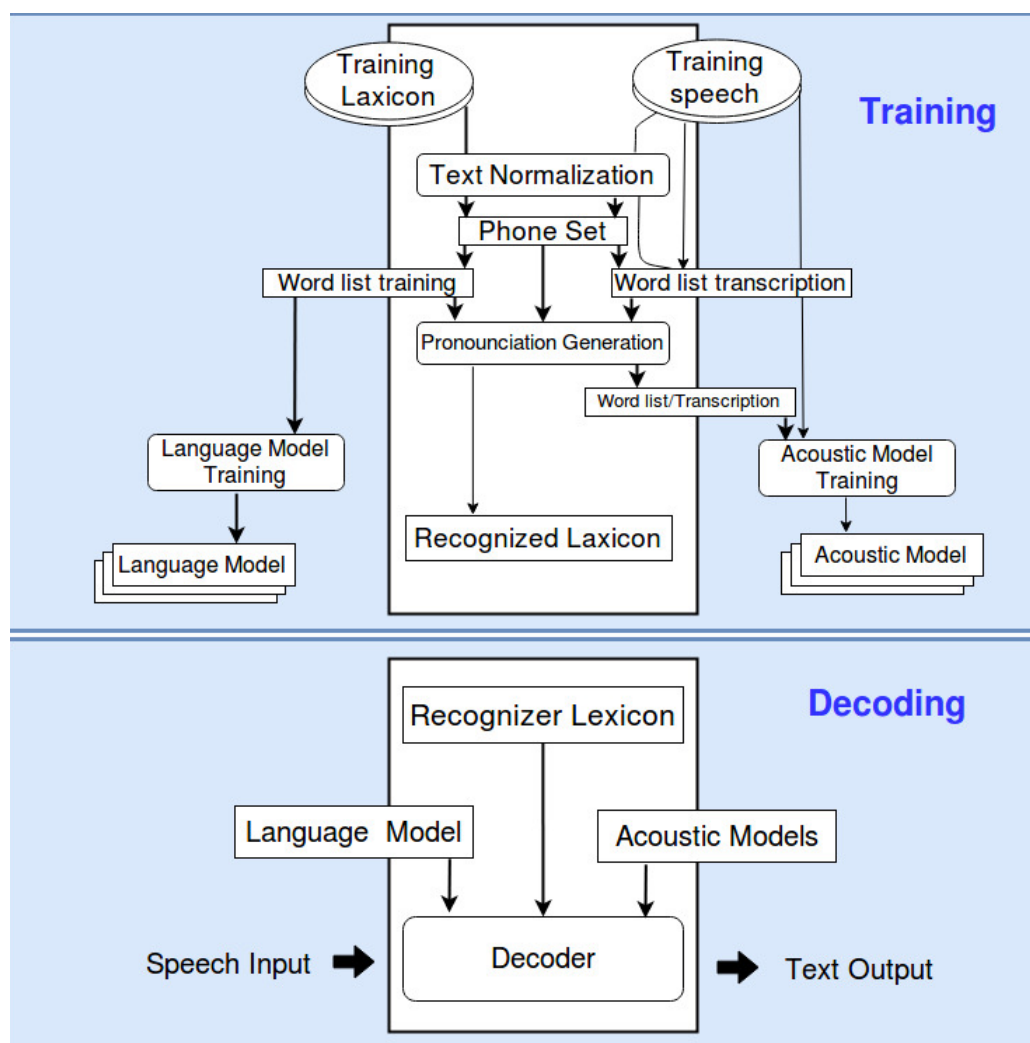 Training
Laxicon
Training
speech
Training
Text Normalization
Phone Set
Word list training
Word list transcription
Pronounciation Generation
Word list/Transcription
Language Model
Training
Acoustic Model
Training
Recognized Laxicon
Language Model
Acoustic Model
Recognizer Lexicon
Decoding
Language Model
Acoustic Models
Speech Input
Decoder
Text Output